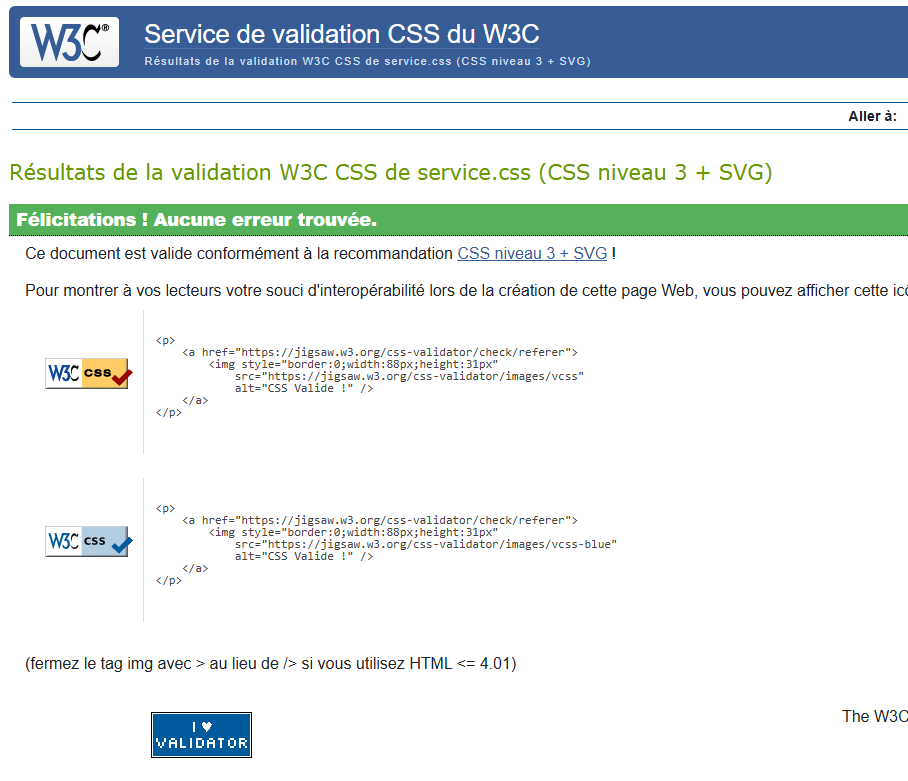 W3C®
Service de validation CSS du W3C
Résultats de la validation W3C CSS de service.css (CSS niveau 3 + SVG)
Aller à:
Résultats de la validation W3C CSS de service.css (CSS niveau 3 + SVG)
Félicitations ! Aucune erreur trouvée.
Ce document est valide conformément à la recommandation CSS niveau 3 + SVG !
Pour montrer à vos lecteurs votre souci d'interopérabilité lors de la création de cette page Web, vous pouvez afficher cette
W3C css
<p>
<a href="https://jigsaw.w3.org/css-validator/check/referer">
<img style="border:0;width:88px;height:31px"
src="https://jigsaw.w3.org/css-validator/images/vcss"
alt="CSS Valide !" />
</a>
</p>
W3C css
<p>
<a href="https://jigsaw.w3.org/css-validator/check/referer">
<img style="border:0;width:88px;height:31px"
src="https://jigsaw.w3.org/css-validator/images/vcss-blue"
alt="CSS Valide !" />
</a>
</p>
(fermez le tag img avec > au lieu de /> si vous utilisez HTML <= 4.01)
I ♥
VALIDATOR
The W3C